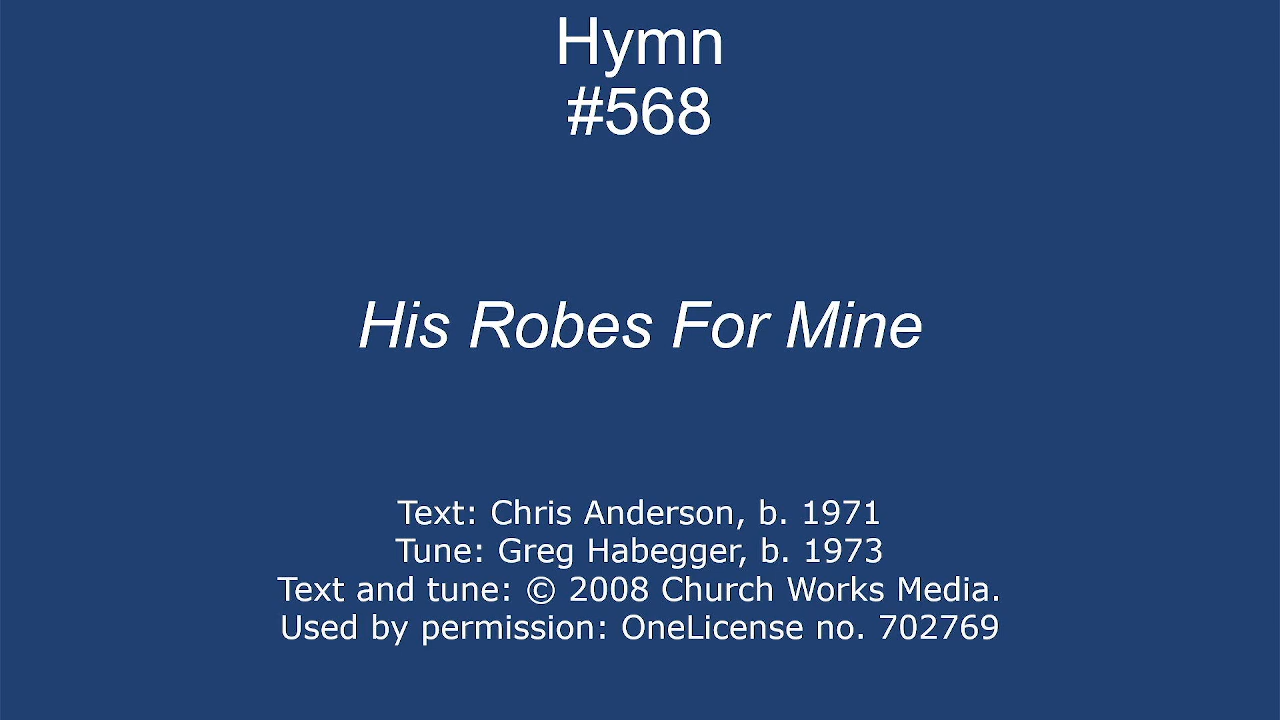 Hymn
#568
His Robes For Mine
Text: Chris Anderson, b. 1971
Tune: Greg Habegger, b. 1973
Text and tune: © 2008 Church Works Media.
Used by permission: OneLicense no. 702769